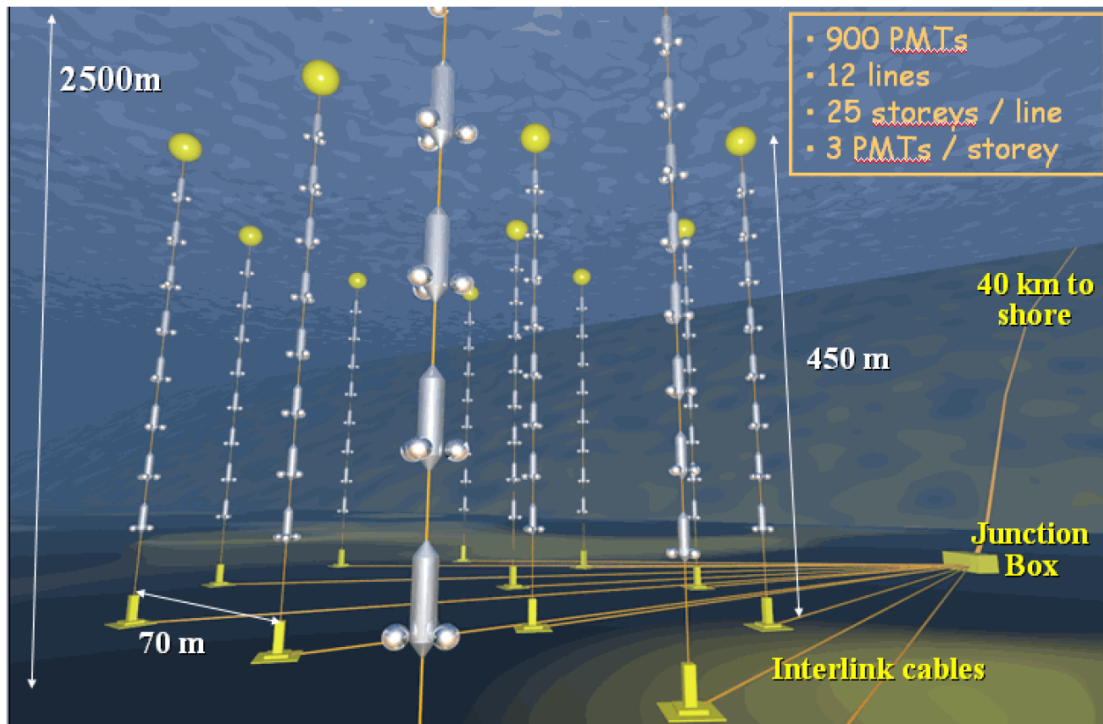 2500m
• 900 PMTs
• 12 lines
• 25 storeys / line
• 3 PMTs / storey
40 km to
shore
450 m
Junction
Box
70 m
Interlink cables